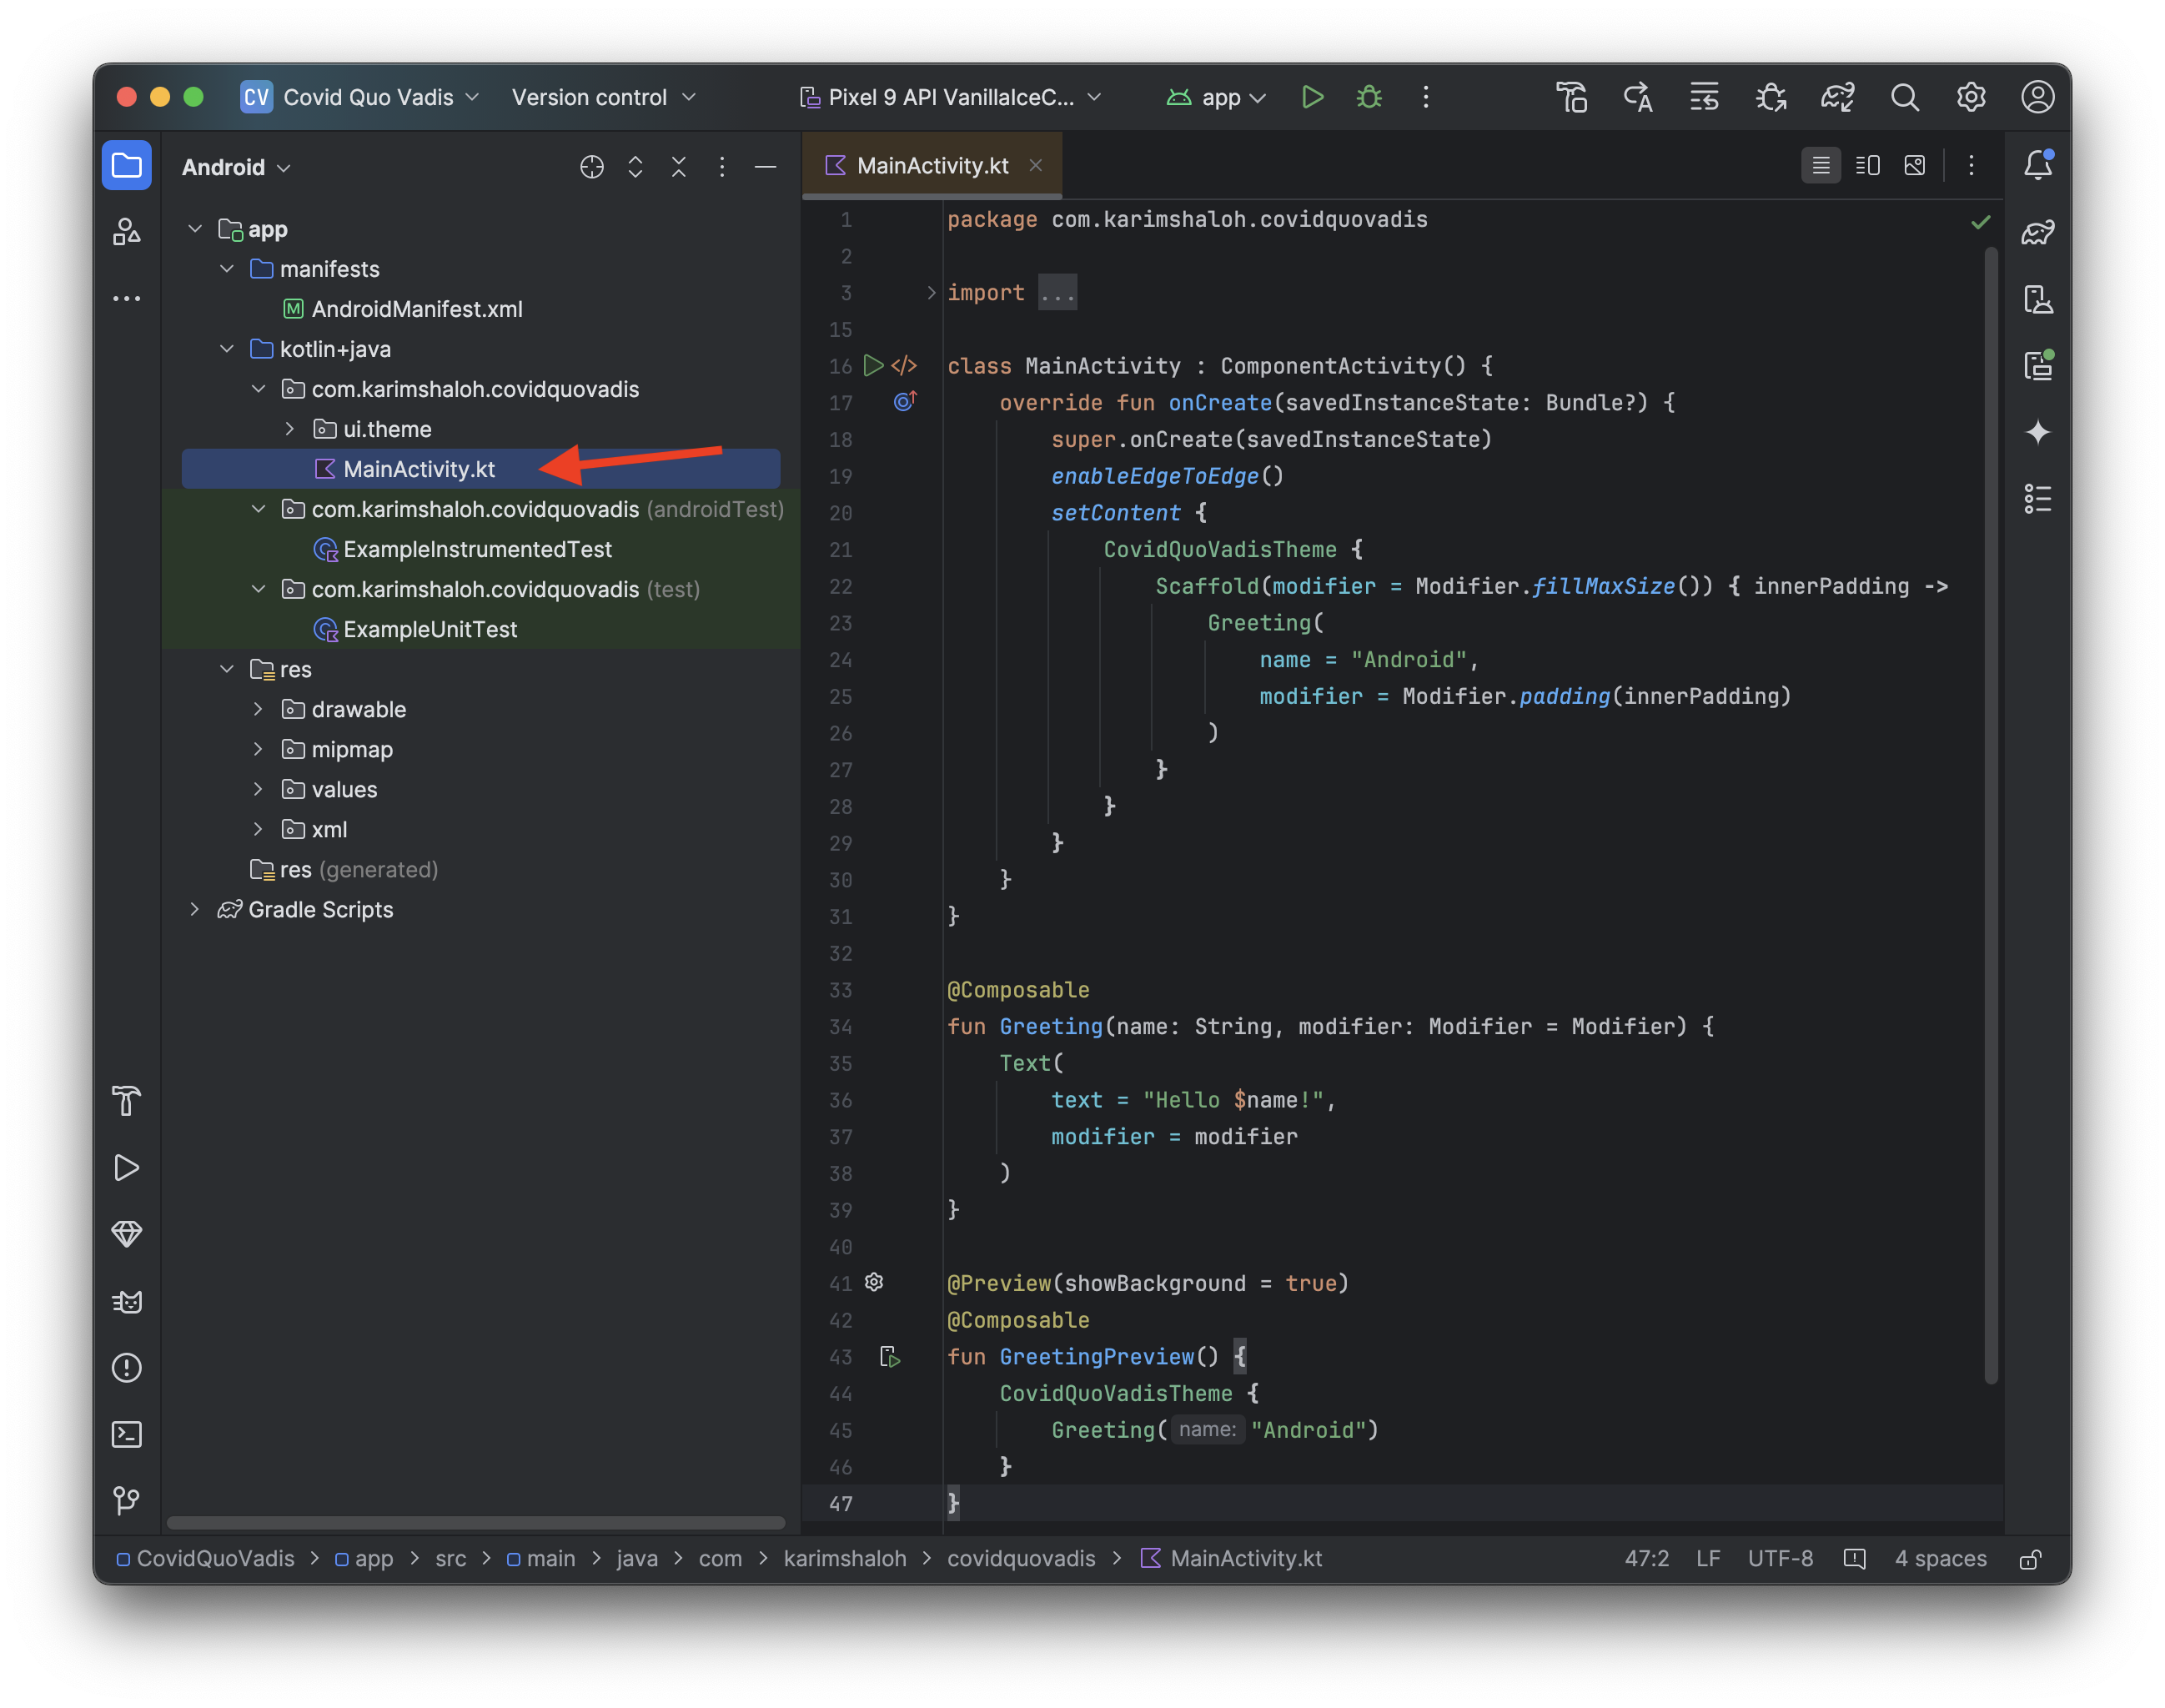 CV Covid Quo Vadis Version control Pixel 9 API VanillaIceC... app
Android
app
manifests
M AndroidManifest.xml
kotlin+java
com.karimshaloh.covidquovadis
ui.theme
MainActivity.kt
com.karimshaloh.covidquovadis (androidTest)
ExampleInstrumentedTest
com.karimshaloh.covidquovadis (test)
ExampleUnitTest
res
drawable
mipmap
values
xml
res (generated)
Gradle Scripts
MainActivity.kt
1 package com.karimshaloh.covidquovadis
2
3 import ...
15
16 class MainActivity : ComponentActivity() {
17 override fun onCreate(savedInstanceState: Bundle?) {
18 super.onCreate(savedInstanceState)
19 enableEdgeToEdge()
20 setContent {
21 CovidQuoVadisTheme {
22 Scaffold(modifier = Modifier.fillMaxSize()) { innerPadding ->
23 Greeting(
24 name = "Android",
25 modifier = Modifier.padding(innerPadding)
26 )
27 }
28 }
29 }
30 }
31 }
32
33 @Composable
34 fun Greeting(name: String, modifier: Modifier = Modifier) {
35 Text(
36 text = "Hello $name!",
37 modifier = modifier
38 )
39 }
40
41 @Preview(showBackground = true)
42 @Composable
43 fun GreetingPreview() {
44 CovidQuoVadisTheme {
45 Greeting( name: "Android")
46 }
47 }
CovidQuoVadis > app > src > main > java > com > karimshaloh > covidquovadis > MainActivity.kt 47:2 LF UTF-8 4 spaces